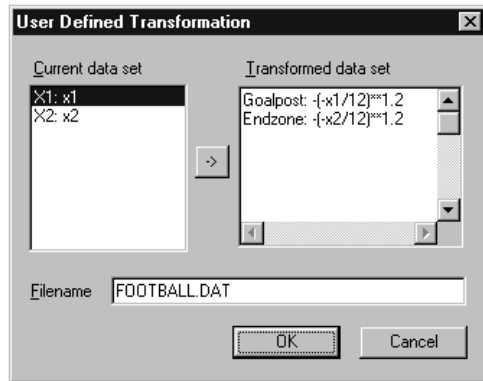 User Defined Transformation
Current data set
Transformed data set
X1: x1
X2: x2
->
Goalpost: -(-x1/12)**1.2
Endzone: -(-x2/12)**1.2
Filename
FOOTBALL.DAT
OK
Cancel